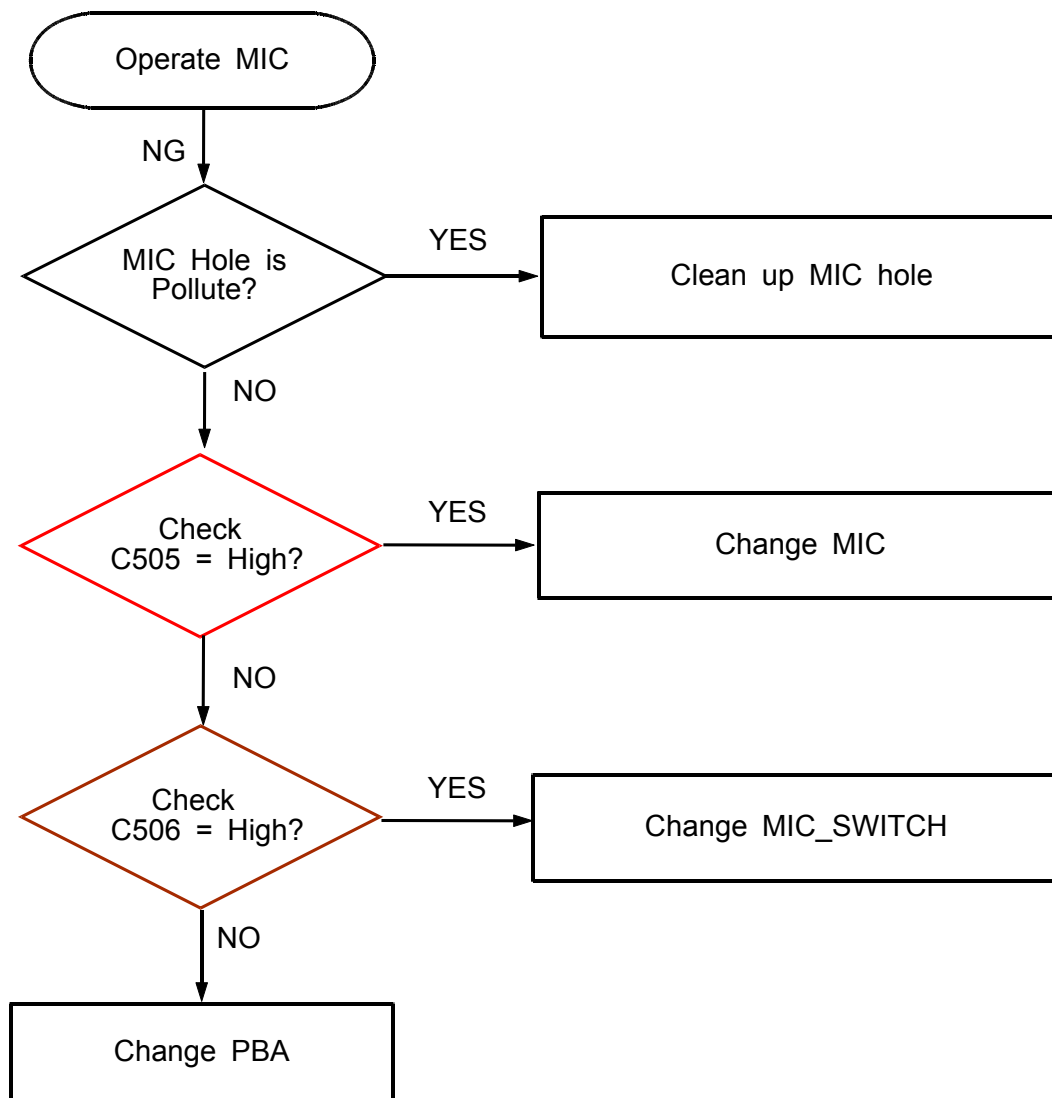 Operate MIC
NG
MIC Hole is
Pollute?
YES
Clean up MIC hole
NO
Check
C505 = High?
YES
Change MIC
NO
Check
C506 = High?
YES
Change MIC_SWITCH
NO
Change PBA